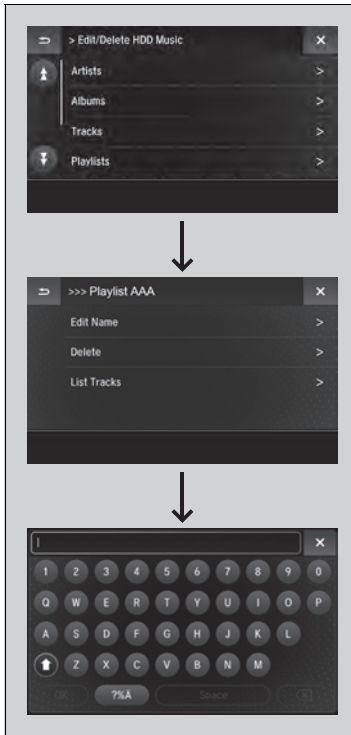 > Edit/Delete HDD Music
Artists >
Albums >
Tracks >
Playlists >
>>> Playlist AAA
Edit Name >
Delete >
List Tracks >
1 2 3 4 5 6 7 8 9 0
Q W E R T Y U I O P
A S D F G H J K L
Z X C V B N M
OK ?%Ä Space